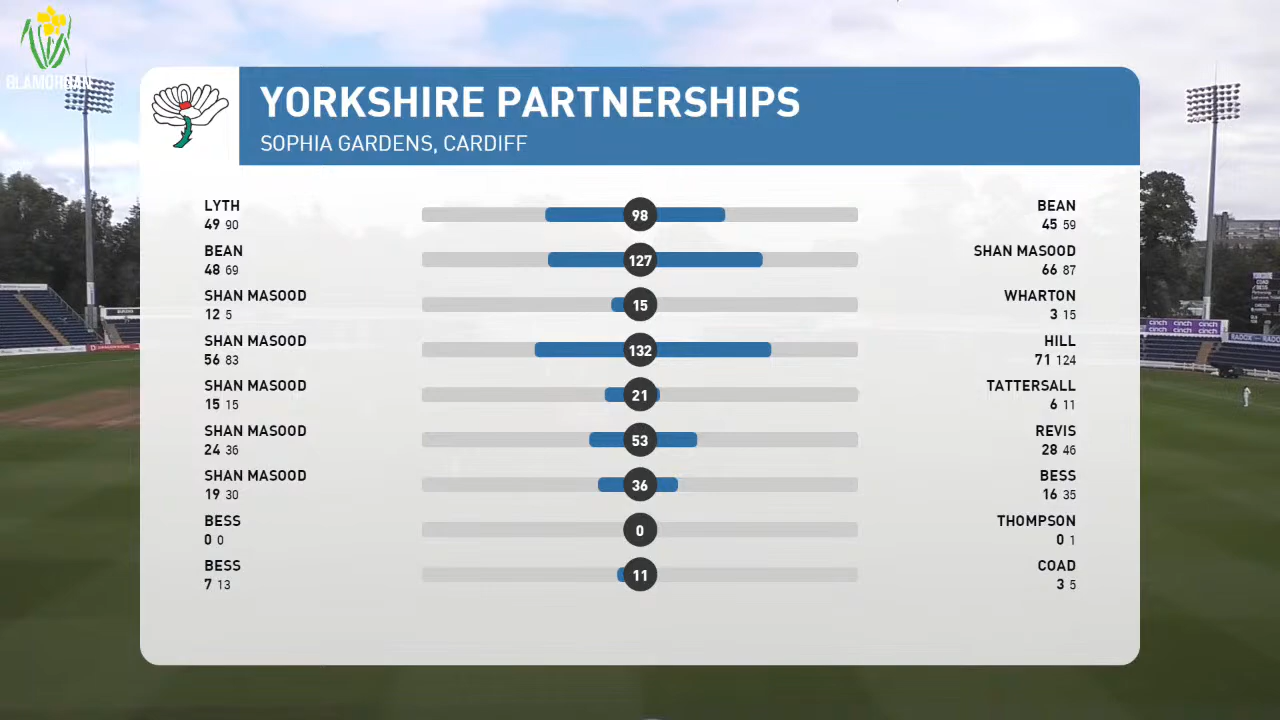 GLAMORGAN
YORKSHIRE PARTNERSHIPS
SOPHIA GARDENS, CARDIFF
LYTH
49 90
98
BEAN
45 59
BEAN
48 69
127
SHAN MASOOD
66 87
SHAN MASOOD
12 5
15
WHARTON
3 15
SHAN MASOOD
56 83
132
HILL
71 124
SHAN MASOOD
15 15
21
TATTERSALL
6 11
SHAN MASOOD
24 36
53
REVIS
28 46
SHAN MASOOD
19 30
36
BESS
16 35
BESS
0 0
0
THOMPSON
0 1
BESS
7 13
11
COAD
3 5
cinch cinch cinch